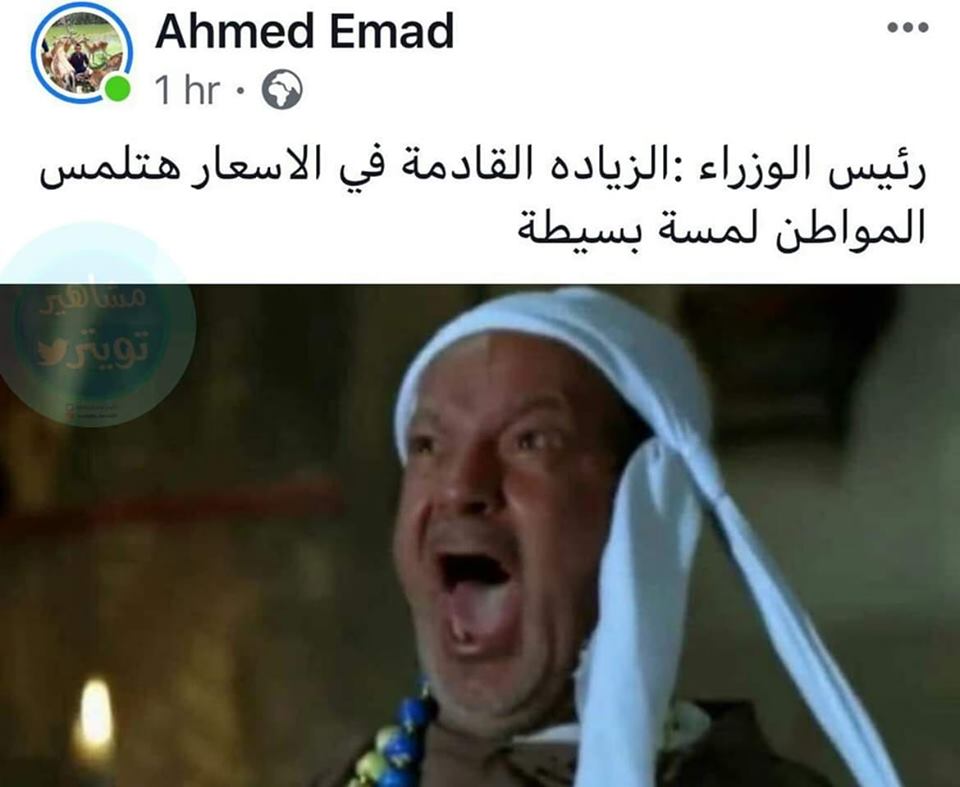 Ahmed Emad
1 hr
رئيس الوزراء :الزياده القادمة في الاسعار هتلمس
المواطن لمسة بسيطة
مشاهير
تويتر